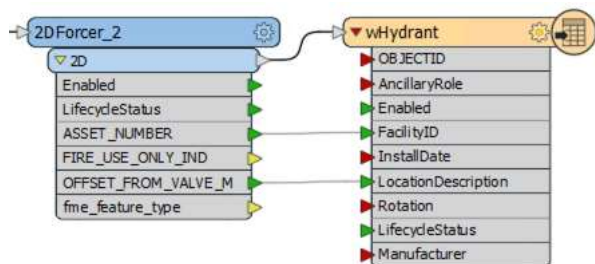 2DForcer_2
2D
Enabled
LifecycleStatus
ASSET_NUMBER
FIRE_USE_ONLY_IND
OFFSET_FROM_VALVE_M
fme_feature_type
wHydrant
OBJECTID
AncillaryRole
Enabled
FacilityID
InstallDate
LocationDescription
Rotation
LifecycleStatus
Manufacturer